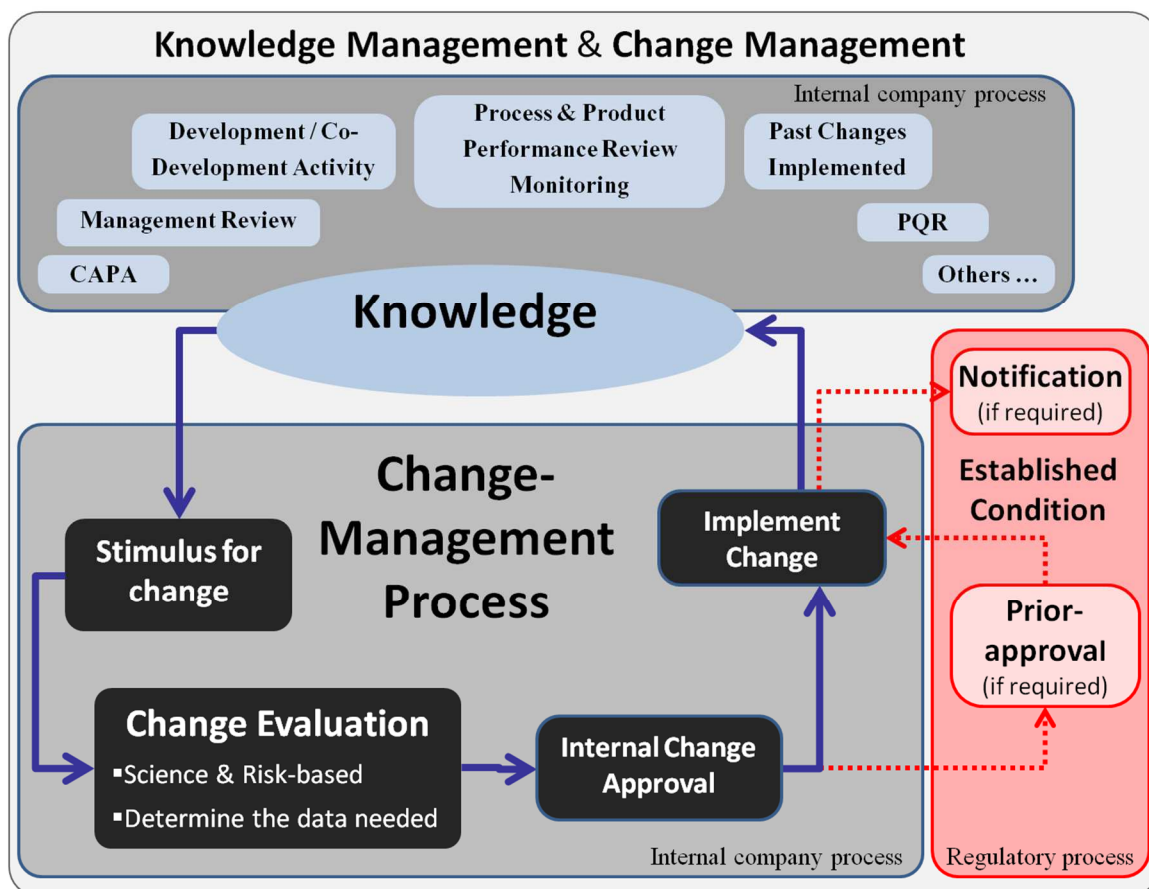 Knowledge Management & Change Management
Internal company process
Development / Co-
Development Activity
Process & Product
Performance Review
Monitoring
Past Changes
Implemented
Management Review
PQR
CAPA
Others ...
Knowledge
Notification
(if required)
Change-
Management
Process
Established
Condition
Implement
Change
Stimulus for
change
Prior-
approval
(if required)
Change Evaluation
▪Science & Risk-based
▪Determine the data needed
Internal Change
Approval
Internal company process
Regulatory process